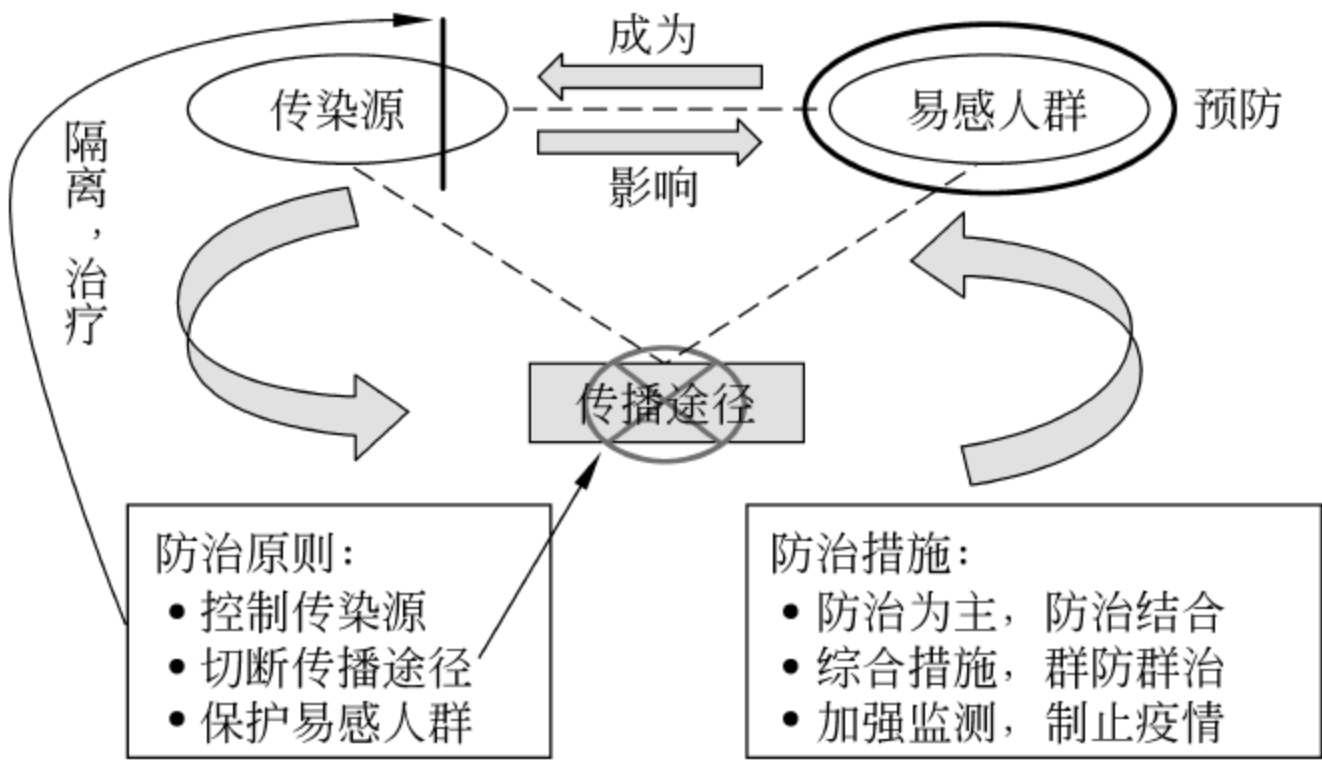 成为
传染源
易感人群
预防
影响
隔离，治疗
传播途径
防治原则：
• 控制传染源
• 切断传播途径
• 保护易感人群
防治措施：
• 防治为主，防治结合
• 综合措施，群防群治
• 加强监测，制止疫情